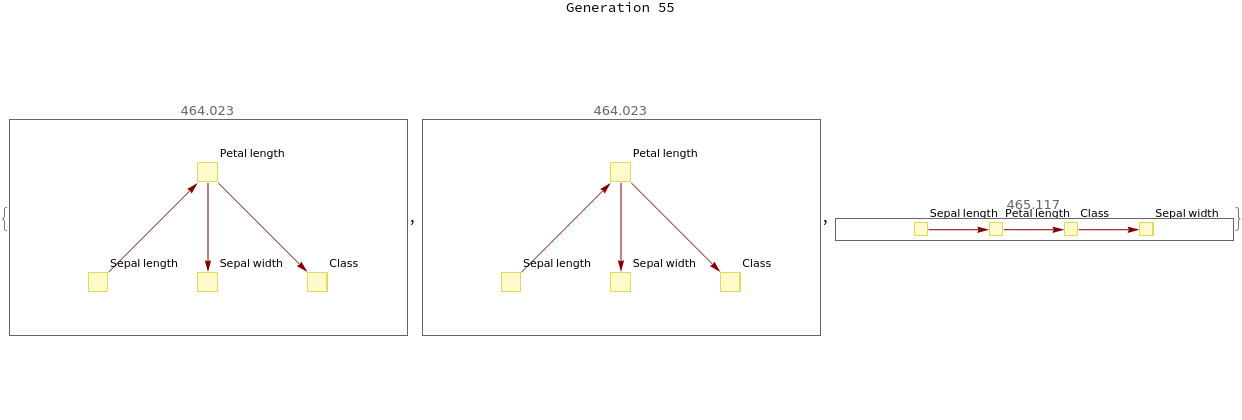 Generation 55
464.023
Petal length
Sepal length
Sepal width
Class
,
464.023
Petal length
Sepal length
Sepal width
Class
,
465.117
Sepal length
Petal length
Class
Sepal width